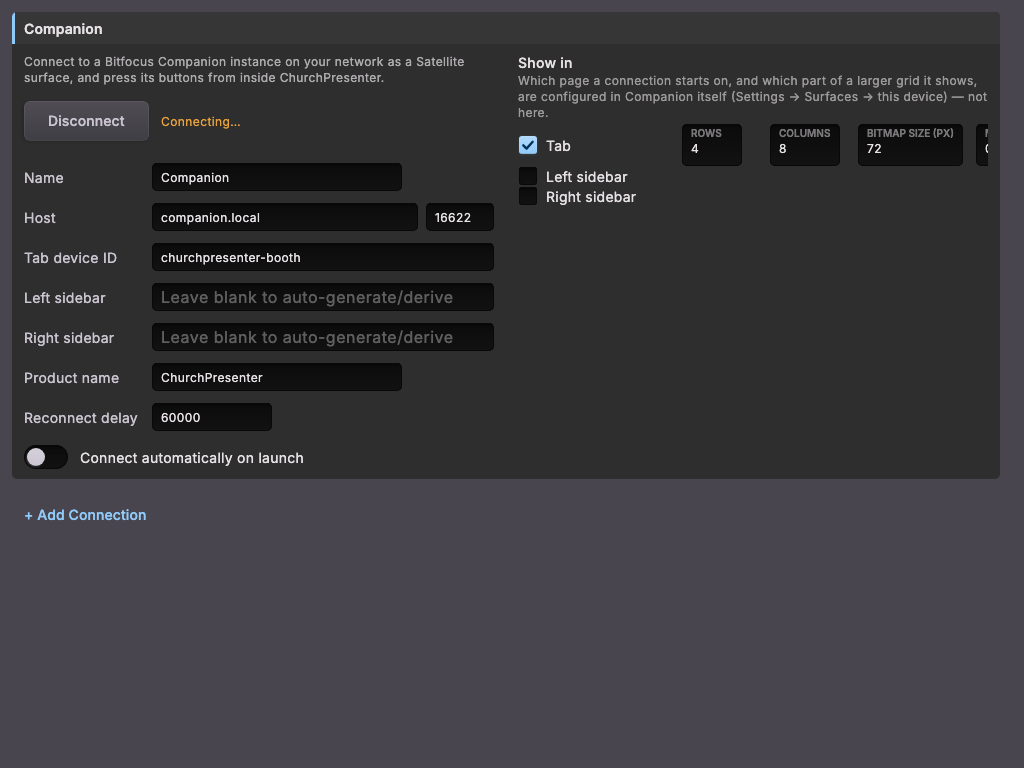 Companion
Connect to a Bitfocus Companion instance on your network as a Satellite
surface, and press its buttons from inside ChurchPresenter.
Disconnect
Connecting...
Name
Companion
Host
companion.local
16622
Tab device ID
churchpresenter-booth
Left sidebar
Leave blank to auto-generate/derive
Right sidebar
Leave blank to auto-generate/derive
Product name
ChurchPresenter
Reconnect delay
60000
Connect automatically on launch
Show in
Which page a connection starts on, and which part of a larger grid it shows,
are configured in Companion itself (Settings → Surfaces → this device) — not
here.
Tab
ROWS
4
COLUMNS
8
BITMAP SIZE (PX)
72
Left sidebar
Right sidebar
+ Add Connection